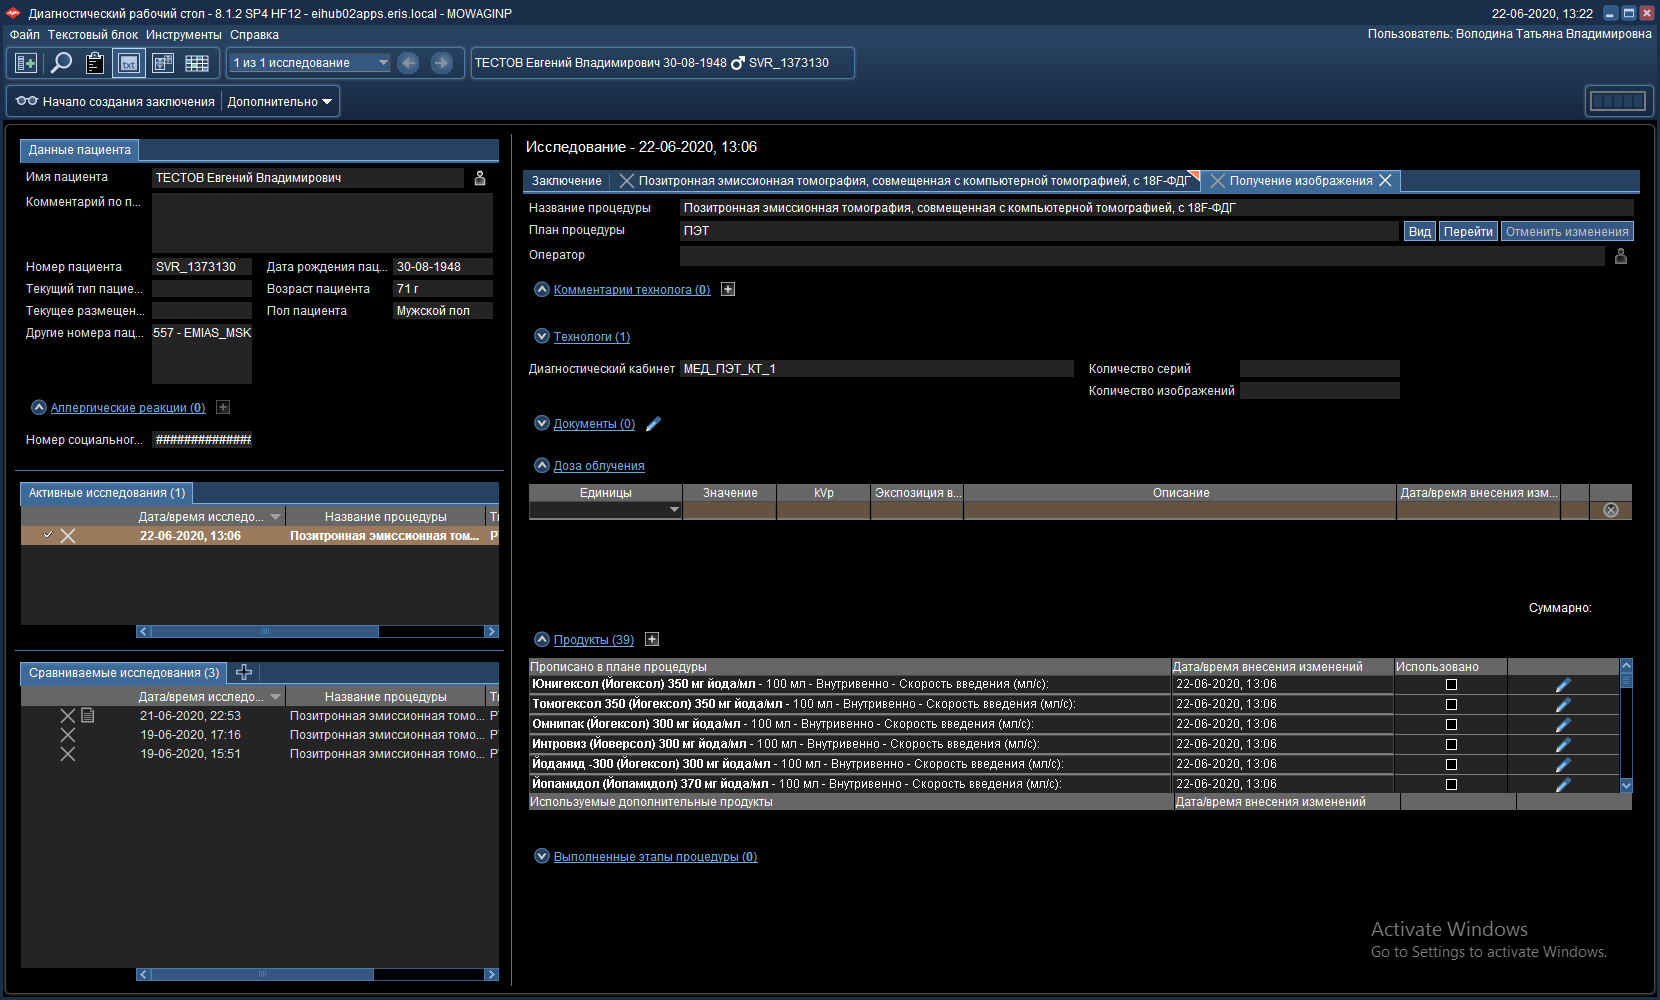 Диагностический рабочий стол - 8.1.2 SP4 HF12 - eihub02apps.eris.local - MOWAGINP
22-06-2020, 13:22
Файл Текстовый блок Инструменты Справка
Пользователь: Володина Татьяна Владимировна
txt
1 из 1 исследование
ТЕСТОВ Евгений Владимирович 30-08-1948 SVR_1373130
Начало создания заключения
Дополнительно
Данные пациента
Имя пациента
ТЕСТОВ Евгений Владимирович
Комментарий по п...
Номер пациента
SVR_1373130
Дата рождения пац...
30-08-1948
Текущий тип пацие...
Возраст пациента
71 г
Текущее размещен...
Пол пациента
Мужской пол
Другие номера пац...
557 - EMIAS_MSK
Аллергические реакции (0)
Номер социальног...
Активные исследования (1)
Дата/время исследо...
Название процедуры
22-06-2020, 13:06
Позитронная эмиссионная том...
Сравниваемые исследования (3)
Дата/время исследо...
Название процедуры
21-06-2020, 22:53
Позитронная эмиссионная томо...
19-06-2020, 17:16
Позитронная эмиссионная томо...
19-06-2020, 15:51
Позитронная эмиссионная томо...
Исследование - 22-06-2020, 13:06
Заключение
Позитронная эмиссионная томография, совмещенная с компьютерной томографией, с 18F-ФДГ
Получение изображения
Название процедуры
Позитронная эмиссионная томография, совмещенная с компьютерной томографией, с 18F-ФДГ
План процедуры
ПЭТ
Вид
Перейти
Отменить изменения
Оператор
Комментарии технолога (0)
Технологи (1)
Диагностический кабинет
МЕД_ПЭТ_КТ_1
Количество серий
Количество изображений
Документы (0)
Доза облучения
Единицы
Значение
kVp
Экспозиция в...
Описание
Дата/время внесения изм...
Суммарно:
Продукты (39)
Прописано в плане процедуры
Дата/время внесения изменений
Использовано
Юнигексол (Йогексол) 350 мг йода/мл - 100 мл - Внутривенно - Скорость введения (мл/с):
22-06-2020, 13:06
Томогексол 350 (Йогексол) 350 мг йода/мл - 100 мл - Внутривенно - Скорость введения (мл/с):
22-06-2020, 13:06
Омнипак (Йогексол) 300 мг йода/мл - 100 мл - Внутривенно - Скорость введения (мл/с):
22-06-2020, 13:06
Интровиз (Йоверсол) 300 мг йода/мл - 100 мл - Внутривенно - Скорость введения (мл/с):
22-06-2020, 13:06
Йодамид -300 (Йогексол) 300 мг йода/мл - 100 мл - Внутривенно - Скорость введения (мл/с):
22-06-2020, 13:06
Йопамидол (Йопамидол) 370 мг йода/мл - 100 мл - Внутривенно - Скорость введения (мл/с):
22-06-2020, 13:06
Используемые дополнительные продукты
Дата/время внесения изменений
Выполненные этапы процедуры (0)
Activate Windows
Go to Settings to activate Windows.